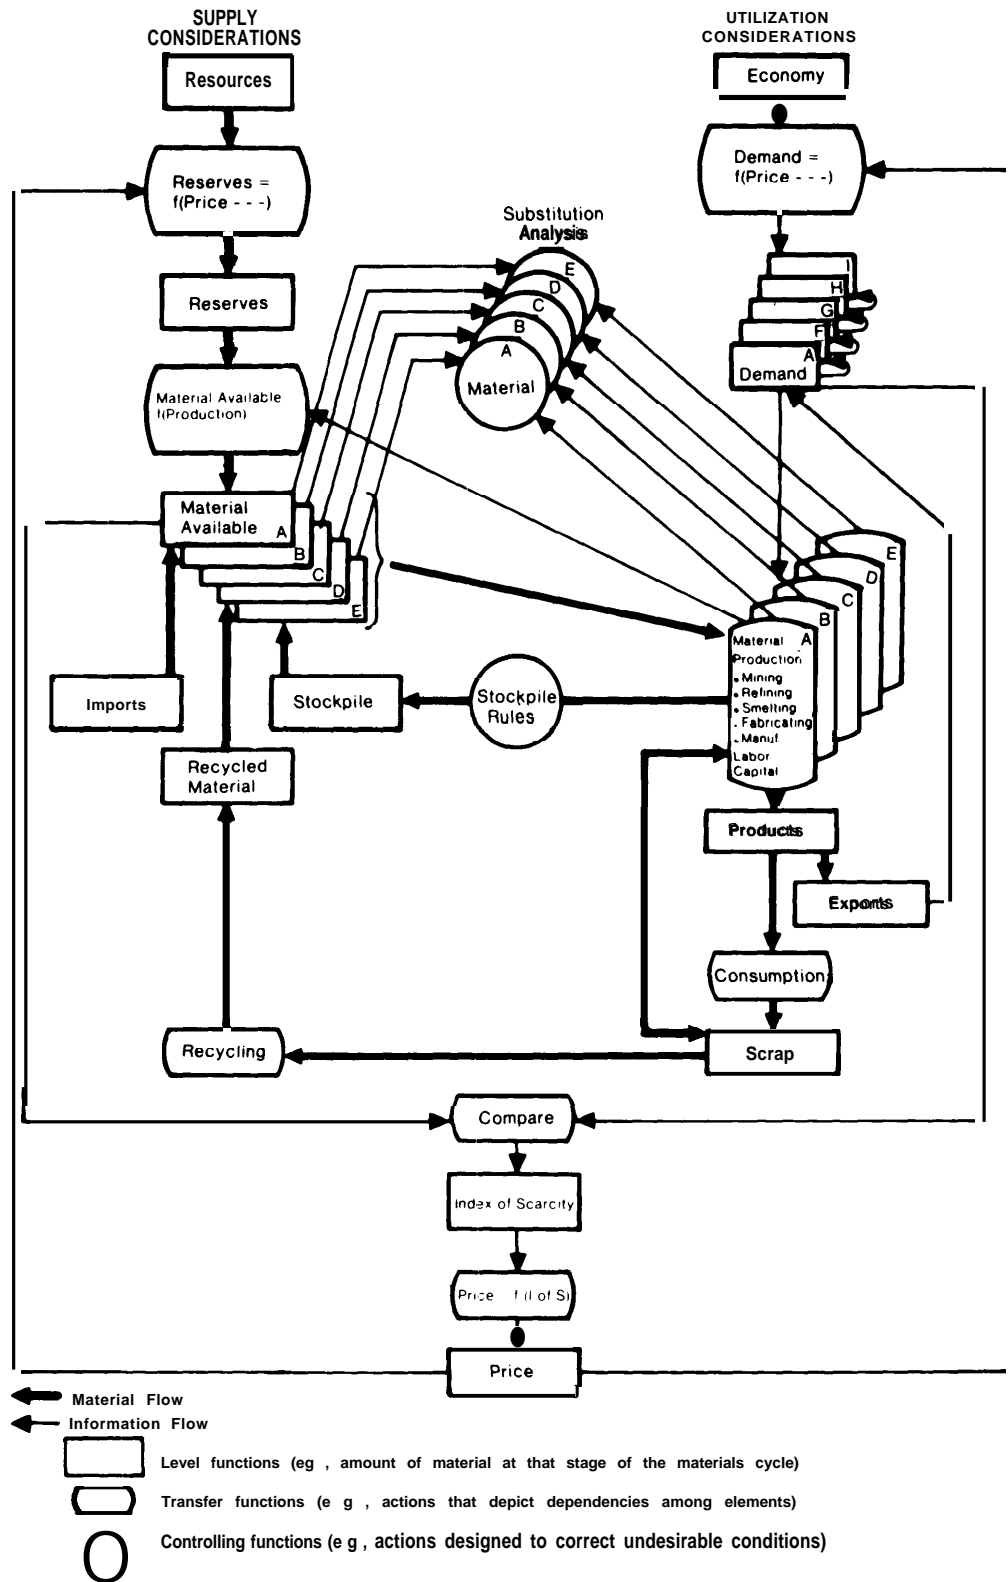 SUPPLY
CONSIDERATIONS
UTILIZATION
CONSIDERATIONS
Resources
Economy
Reserves =
f(Price - - -)
Demand =
f(Price - - -)
Substitution
Analysis
E
D
C
B
A
Material
I
H
G
F
A
Demand
Reserves
Material Available
f(Production)
Material
Available
A
B
C
D
E
E
D
C
B
A
Material
Production
• Mining
• Refining
• Smelting
- Fabricating
- Manuf.
Labor
Capital
Imports
Stockpile
Stockpile
Rules
Recycled
Material
Products
Exports
Consumption
Recycling
Scrap
Compare
Index of Scarcity
Price f (I of S)
Price
Material Flow
Information Flow
Level functions (eg , amount of material at that stage of the materials cycle)
Transfer functions (e g , actions that depict dependencies among elements)
Controlling functions (e g , actions designed to correct undesirable conditions)